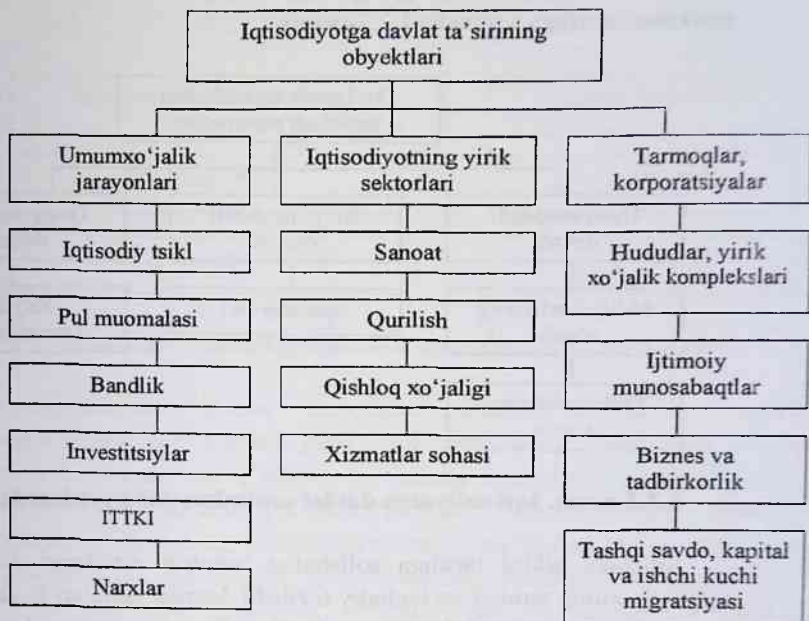 Iqtisodiyotga davlat ta'sirining
obyektlari
Umumxo‘jalik
jarayonlari
Iqtisodiy tsikl
Pul muomalasi
Bandlik
Investitsiylar
ITTKI
Narxlar
Iqtisodiyotning yirik
sektorlari
Sanoat
Qurilish
Qishloq xo‘jaligi
Xizmatlar sohasi
Tarmoqlar,
korporatsiyalar
Hududlar, yirik
xo‘jalik komplekslari
Ijtimoiy
munosabaqtlar
Biznes va
tadbirkorlik
Tashqi savdo, kapital
va ishchi kuchi
migratsiyasi